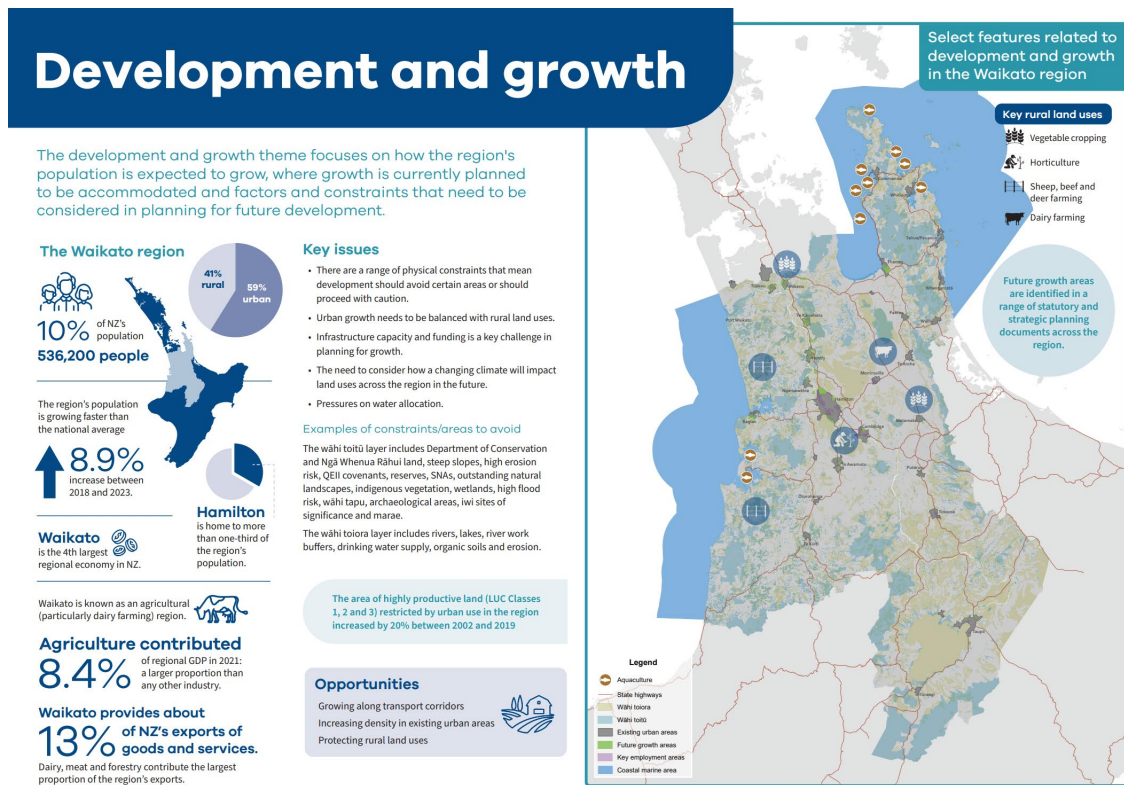 Development and growth
The development and growth theme focuses on how the region's
population is expected to grow, where growth is currently planned
to be accommodated and factors and constraints that need to be
considered in planning for future development.
The Waikato region
41%
rural
59%
urban
10%
of NZ's
population
536,200 people
The region's population
is growing faster than
the national average
8.9%
increase between
2018 and 2023.
Hamilton
is home to more
than one-third of
the region's
population.
Waikato
is the 4th largest
regional economy in NZ.
Waikato is known as an agricultural
(particularly dairy farming) region.
Agriculture contributed
8.4%
of regional GDP in 2021:
a larger proportion than
any other industry.
Waikato provides about
13%
of NZ's exports of
goods and services.
Dairy, meat and forestry contribute the largest
proportion of the region's exports.
Key issues
• There are a range of physical constraints that mean
development should avoid certain areas or should
proceed with caution.
• Urban growth needs to be balanced with rural land uses.
• Infrastructure capacity and funding is a key challenge in
planning for growth.
• The need to consider how a changing climate will impact
land uses across the region in the future.
• Pressures on water allocation.
Examples of constraints/areas to avoid
The wāhi toitū layer includes Department of Conservation
and Ngā Whenua Rāhui land, steep slopes, high erosion
risk, QEII covenants, reserves, SNAs, outstanding natural
landscapes, indigenous vegetation, wetlands, high flood
risk, wāhi tapu, archaeological areas, iwi sites of
significance and marae.
The wāhi toiora layer includes rivers, lakes, river work
buffers, drinking water supply, organic soils and erosion.
The area of highly productive land (LUC Classes
1, 2 and 3) restricted by urban use in the region
increased by 20% between 2002 and 2019
Opportunities
Growing along transport corridors
Increasing density in existing urban areas
Protecting rural land uses
Select features related to
development and growth
in the Waikato region
Key rural land uses
Vegetable cropping
Horticulture
Sheep, beef and
deer farming
Dairy farming
Future growth areas
are identified in a
range of statutory and
strategic planning
documents across the
region.
Port Waikato
Morrinsville
Te Aroha
Hamilton
Cambridge
Matamata
Raglan
Te Awamutu
Putaruru
Otorohanga
Tokoroa
Te Kuiti
Taupo
Turangi
Legend
Aquaculture
State highways
Wāhi toiora
Wāhi toitū
Existing urban areas
Future growth areas
Key employment areas
Coastal marine area